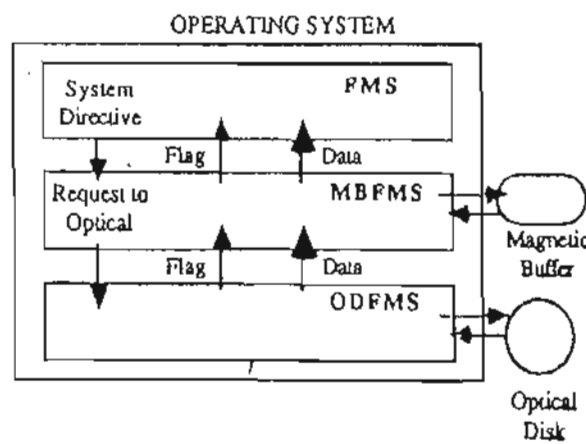 OPERATING SYSTEM
FMS
System
Directive
Flag
Data
Request to
Optical
MBFMS
Magnetic
Buffer
Flag
Data
ODFMS
Optical
Disk